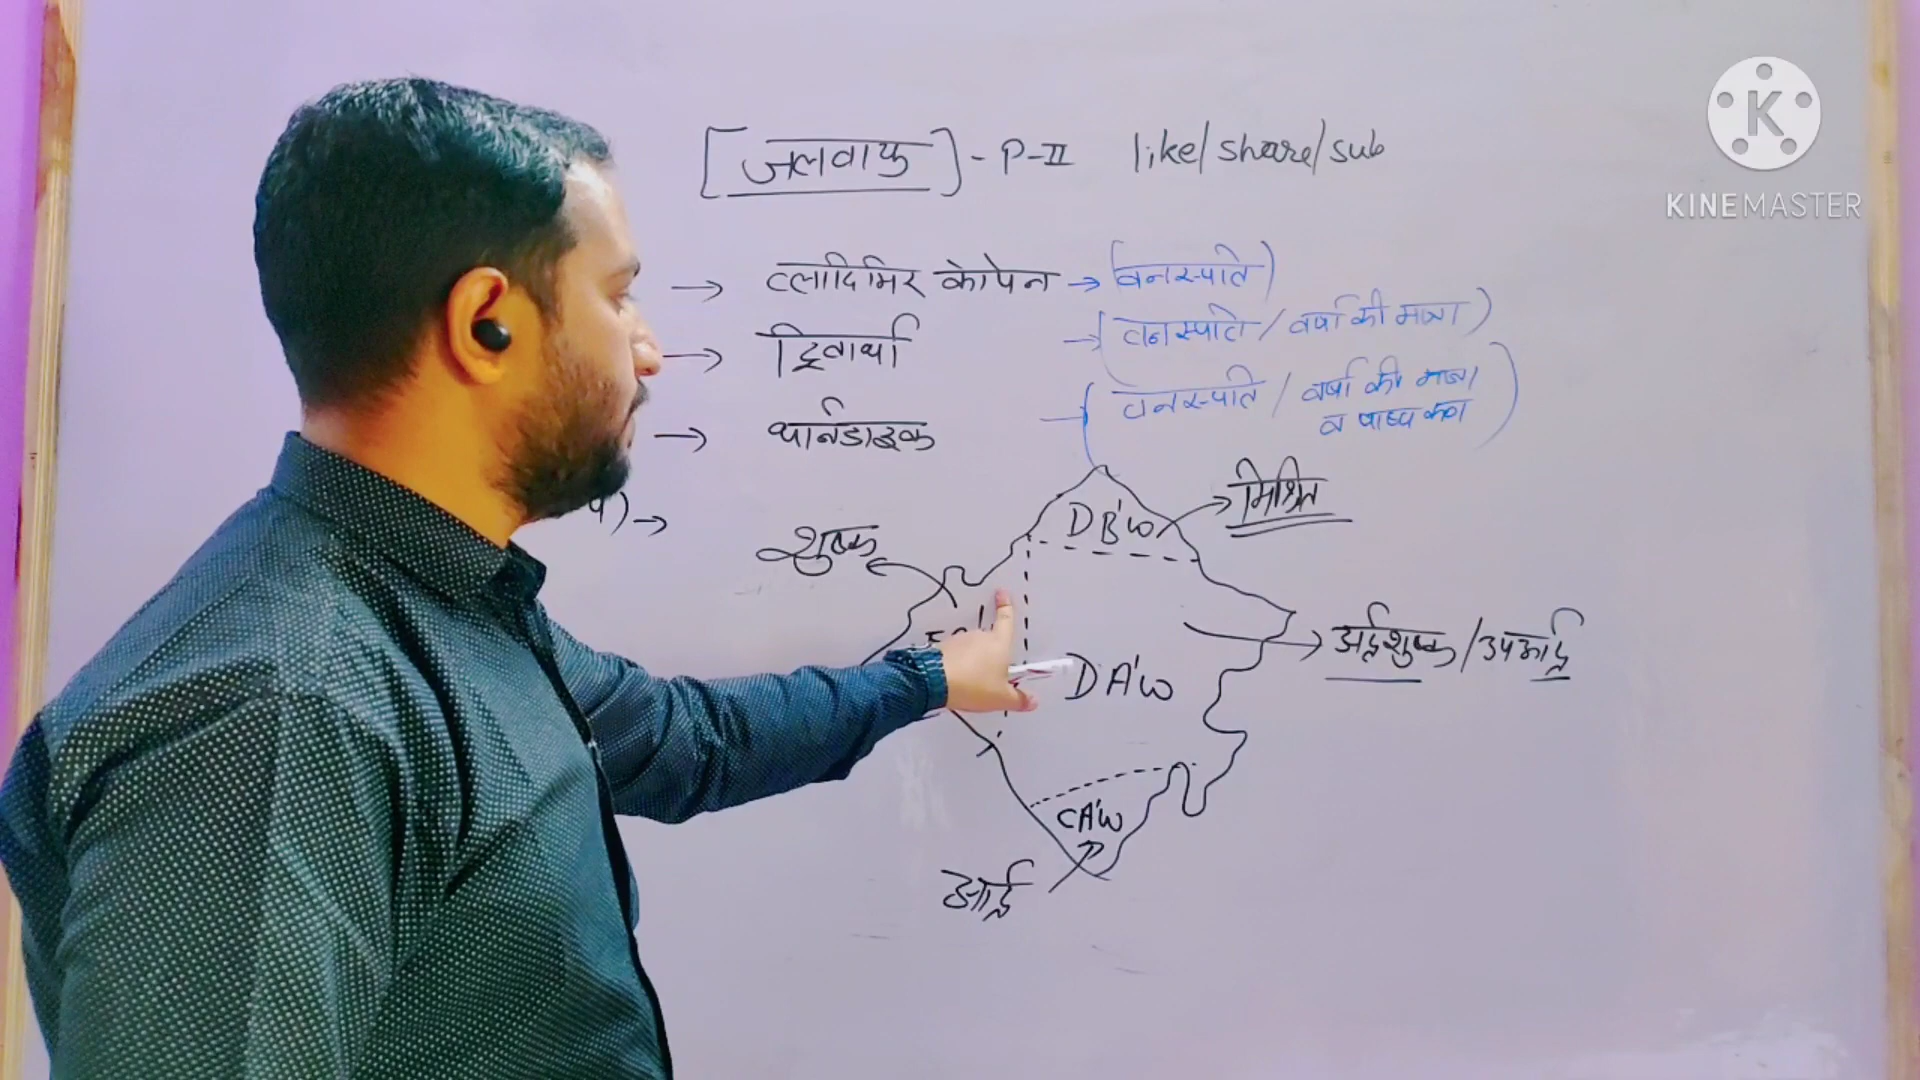 [जलवायु] - P-II like/share/sub
KINEMASTER
→ व्लादिमिर कोपेन → (वनस्पति)
→ ट्रिवार्था → (वनस्पति / वर्षा की मात्रा)
→ थार्नडाइक → (वनस्पति / वर्षा की मात्रा
व वाष्प
→
शुष्क
DB'w
मिश्रित
अर्द्धशुष्क/उपआर्द्र
DA'w
CA'w
आर्द्र